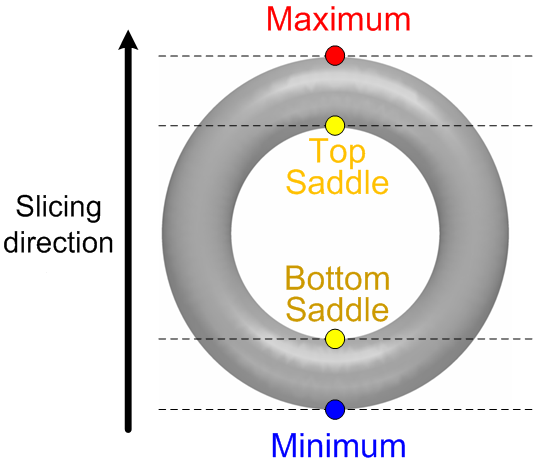 Maximum
Top
Saddle
Slicing
direction
Bottom
Saddle
Minimum